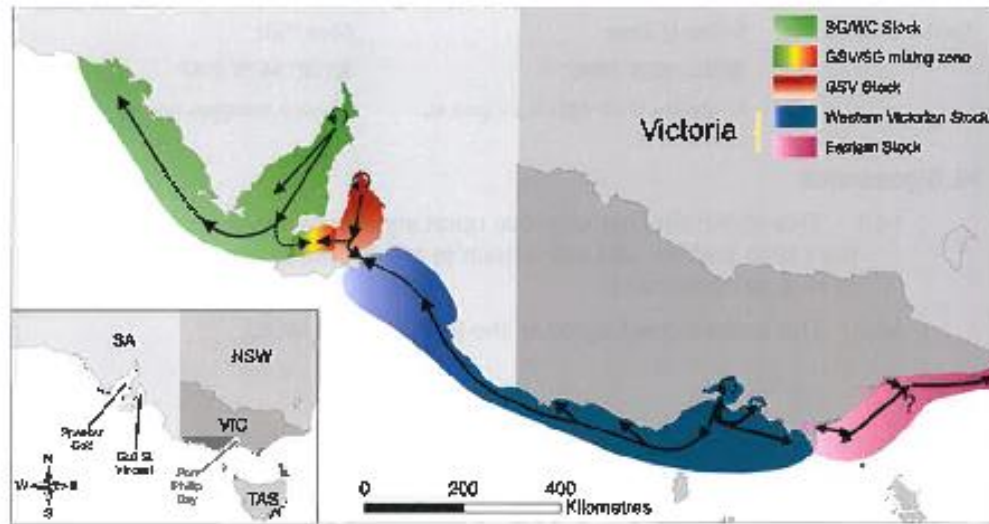 SG/WC Stock
GSV/SG mixing zone
GSV Stock
Western Victorian Stock
Eastern Stock
Victoria
?
SA
NSW
VIC
TAS
Spencer
Gulf
Gulf St.
Vincent
Port
Philip
Bay
N
W
E
S
0
200
400
Kilometres